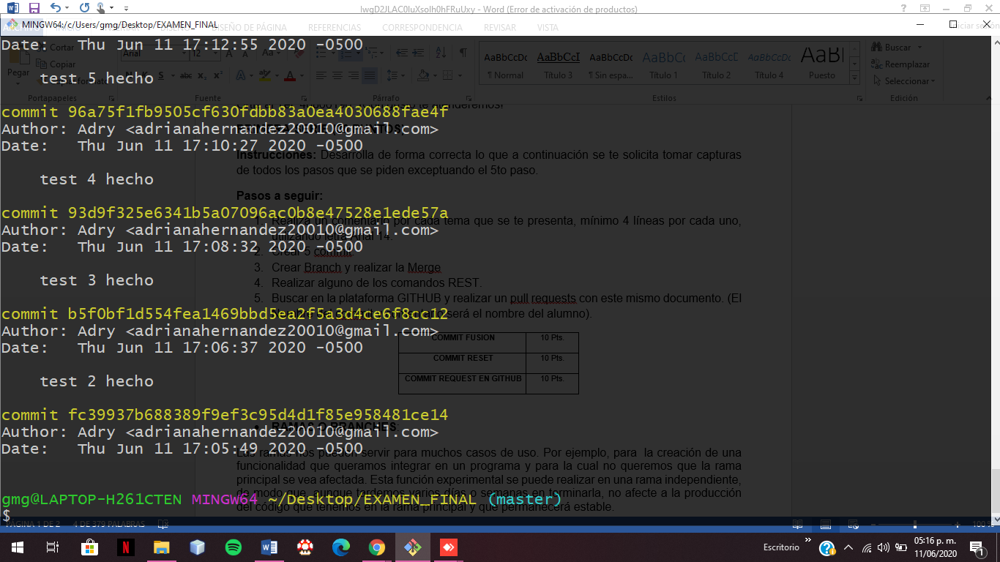 lwgD2JLAC0luXsolh0hFRuUxy - Word (Error de activación de productos)
MINGW64:/c/Users/gmg/Desktop/EXAMEN_FINAL
DISEÑO DE PÁGINA REFERENCIAS CORRESPONDENCIA REVISAR VISTA
Iniciar sesión
Date: Thu Jun 11 17:12:55 2020 -0500
Cortar
Copiar
Pegar
Arial 12
AaBbCcDc AaBbCcI AaBbCcDc AaBbC AaBbCc AaBbCcD AaBl
¶ Normal Título 3 ¶ Sin espa... Título 1 Título 2 Título 4 Puesto
Buscar
Reemplazar
Seleccionar
test 5 hecho
Portapapeles Fuente Párrafo Estilos Edición
commit 96a75f1fb9505cf630fdbb83a0ea4030688fae4f
Author: Adry <adrianahernandez20010@gmail.com>
Date: Thu Jun 11 17:10:27 2020 -0500
Instrucciones: Desarrolla de forma correcta lo que a continuación se te solicita tomar capturas
de todos los pasos que se piden exceptuando el 5to paso.
test 4 hecho
Pasos a seguir:
commit 93d9f325e6341b5a07096ac0b8e47528e1ede57a
1. Realiza un comentario por cada tema que se te presenta, mínimo 4 líneas por cada uno,
Author: Adry <adrianahernandez20010@gmail.com>
utilizando letra Arial 14.
Date: Thu Jun 11 17:08:32 2020 -0500
2. Crear 5 commit
3. Crear Branch y realizar la Merge
test 3 hecho
4. Realizar alguno de los comandos REST.
5. Buscar en la plataforma GITHUB y realizar un pull requests con este mismo documento. (El
commit b5f0bf1d554fea1469bbd5ea2f5a3d4de6f8cc12
será el nombre del alumno).
Author: Adry <adrianahernandez20010@gmail.com>
COMMIT FUSION 10 Pts.
Date: Thu Jun 11 17:06:37 2020 -0500
COMMIT RESET 10 Pts.
test 2 hecho
COMMIT REQUEST EN GITHUB 10 Pts.
commit fc39937b688389f9ef3c95d4d1f85e958481ce14
RAMAS O BRANCHES:
Author: Adry <adrianahernandez20010@gmail.com>
Date: Thu Jun 11 17:05:49 2020 -0500
Las ramas nos pueden servir para muchos casos de uso. Por ejemplo, para la creación de una
funcionalidad que queramos integrar en un programa y para la cual no queremos que la rama
principal se vea afectada. Esta función experimental se puede realizar en una rama independiente,
de modo que, aunque tardemos varios días o semanas en terminarla, no afecte a la producción
gmg@LAPTOP-H261CTEN MINGW64 ~/Desktop/EXAMEN_FINAL (master)
del código que tenemos en la rama principal y que permanecerá estable.
$
PÁGINA 1 DE 2 4 DE 379 PALABRAS 100 %
Escritorio
05:16 p. m.
11/06/2020
1